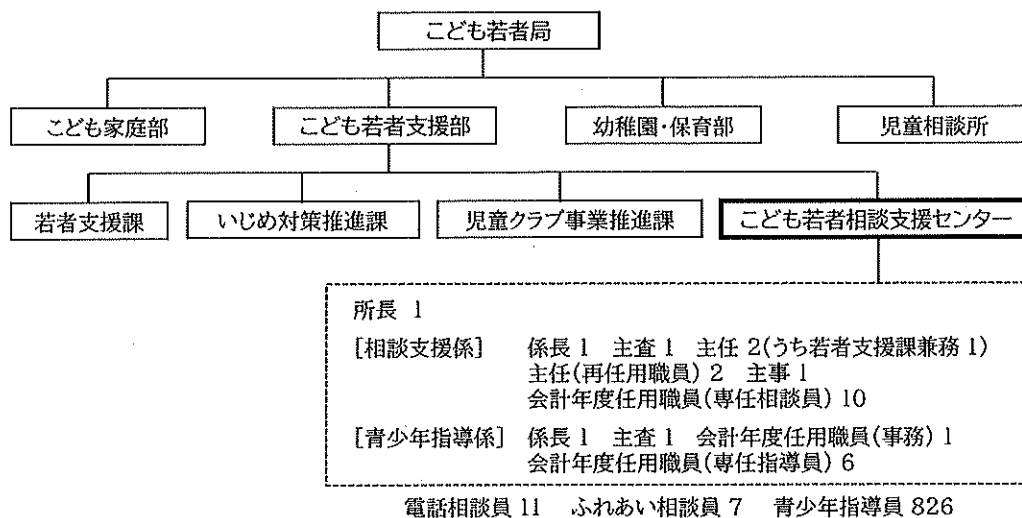 こども若者局
こども家庭部 こども若者支援部 幼稚園・保育部 児童相談所
若者支援課 いじめ対策推進課 児童クラブ事業推進課 こども若者相談支援センター
所長 1
[相談支援係] 係長 1 主査 1 主任 2(うち若者支援課兼務 1)
主任(再任用職員) 2 主事 1
会計年度任用職員(専任相談員) 10
[青少年指導係] 係長 1 主査 1 会計年度任用職員(事務) 1
会計年度任用職員(専任指導員) 6
電話相談員 11 ふれあい相談員 7 青少年指導員 826